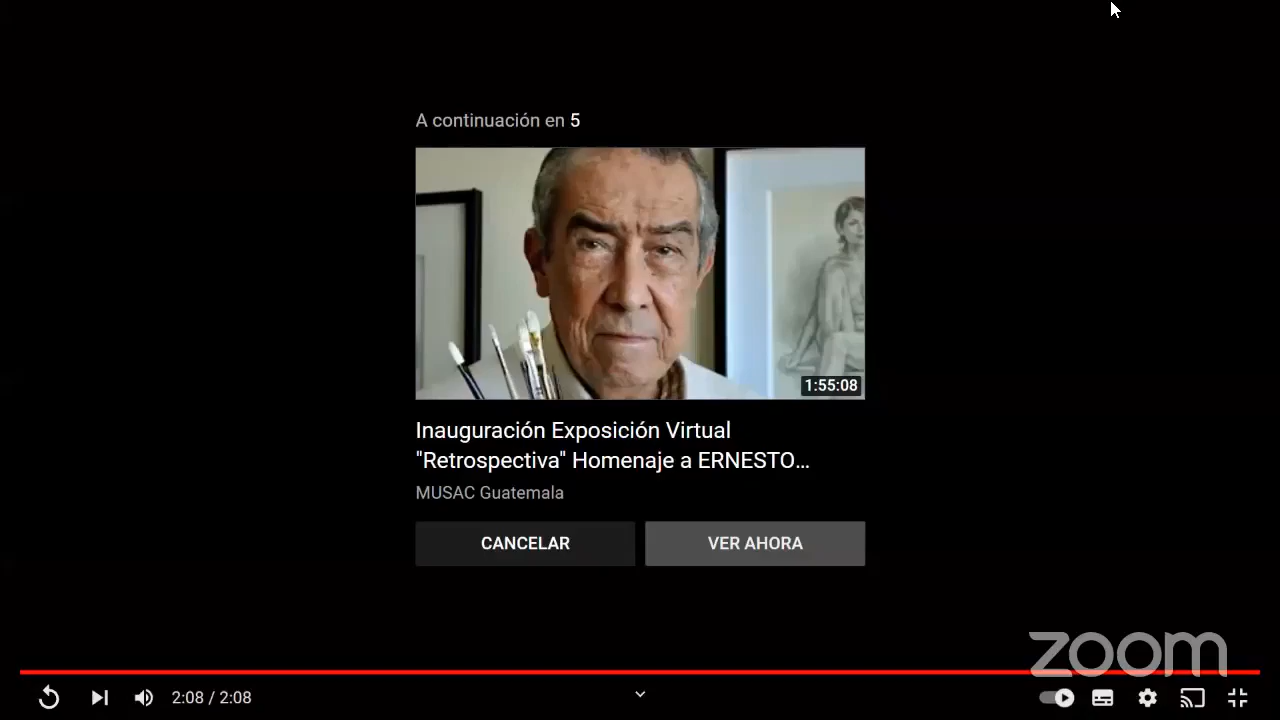 A continuación en 5
1:55:08
Inauguración Exposición Virtual
"Retrospectiva" Homenaje a ERNESTO...
MUSAC Guatemala
CANCELAR
VER AHORA
zoom
2:08 / 2:08